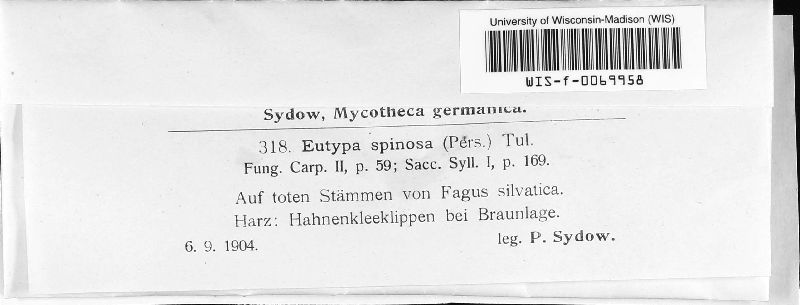 University of Wisconsin-Madison (WIS)
WIS-f-0069958
Sydow, Mycotheca germanica.
318. Eutypa spinosa (Pers.) Tul.
Fung. Carp. II, p. 59; Sacc. Syll. I, p. 169.
Auf toten Stämmen von Fagus silvatica.
Harz: Hahnenkleeklippen bei Braunlage.
6. 9. 1904. leg. P. Sydow.